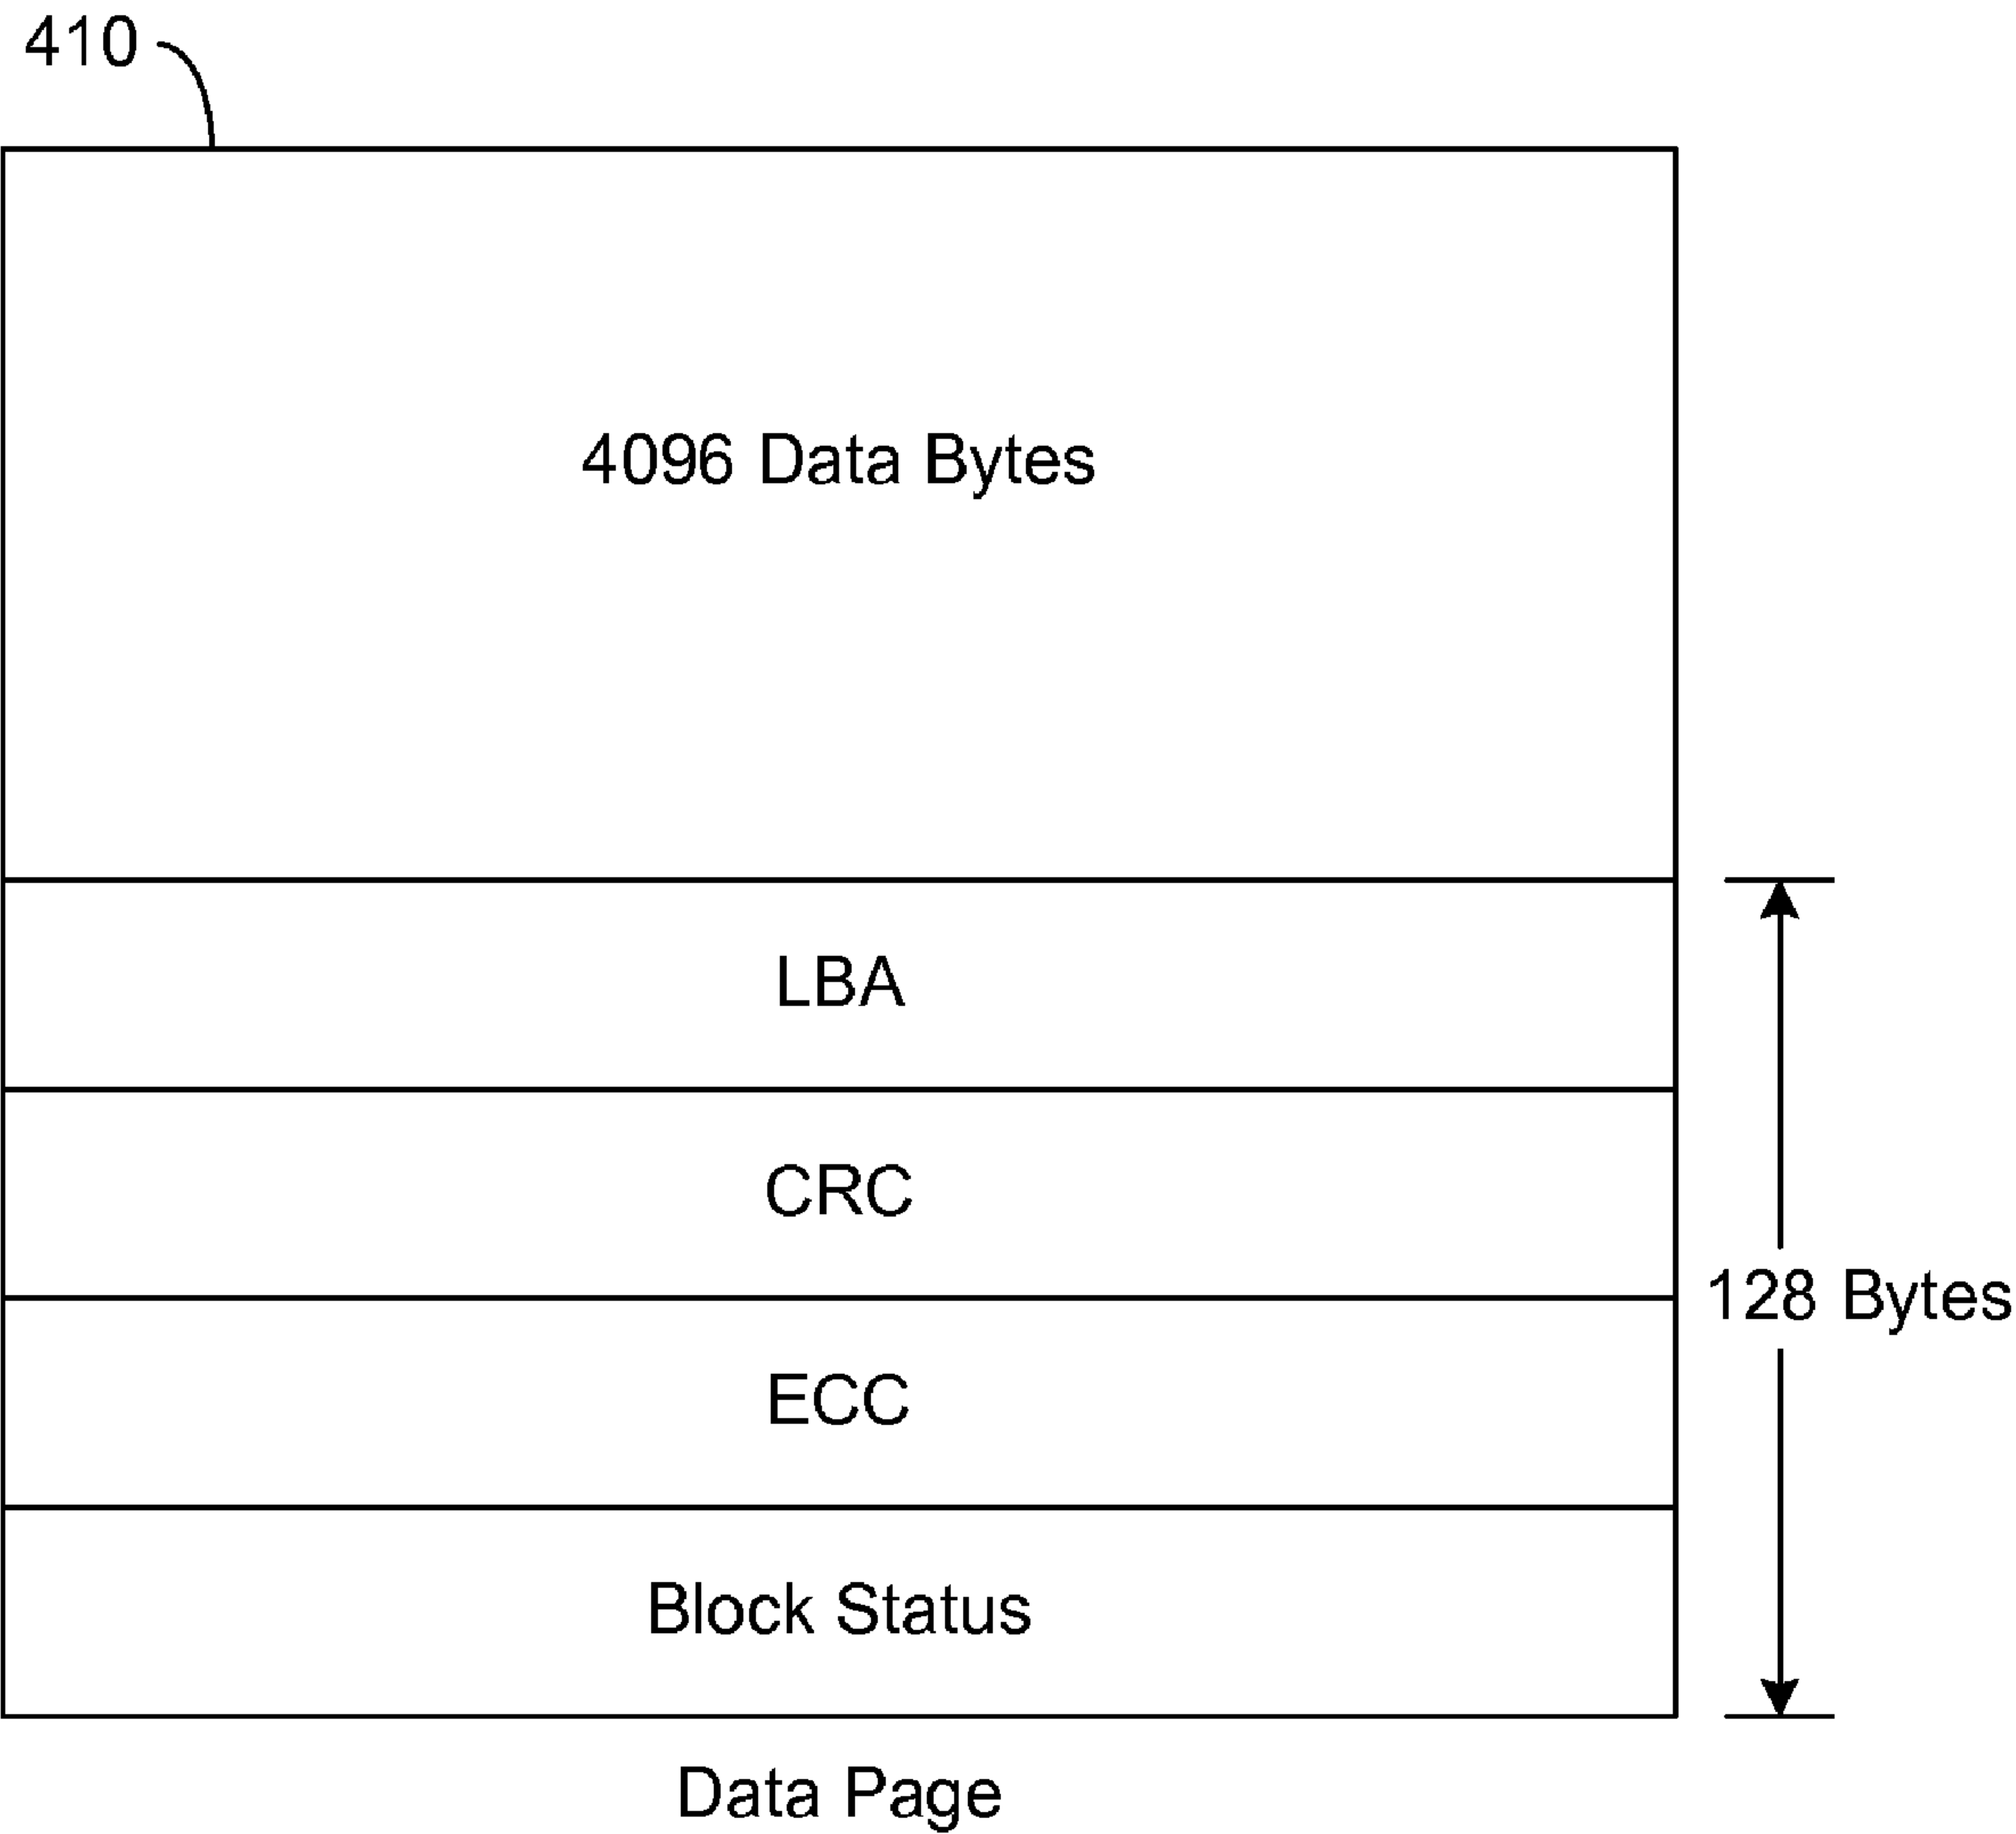 410
4096 Data Bytes
LBA
CRC
128 Bytes
ECC
Block Status
Data Page